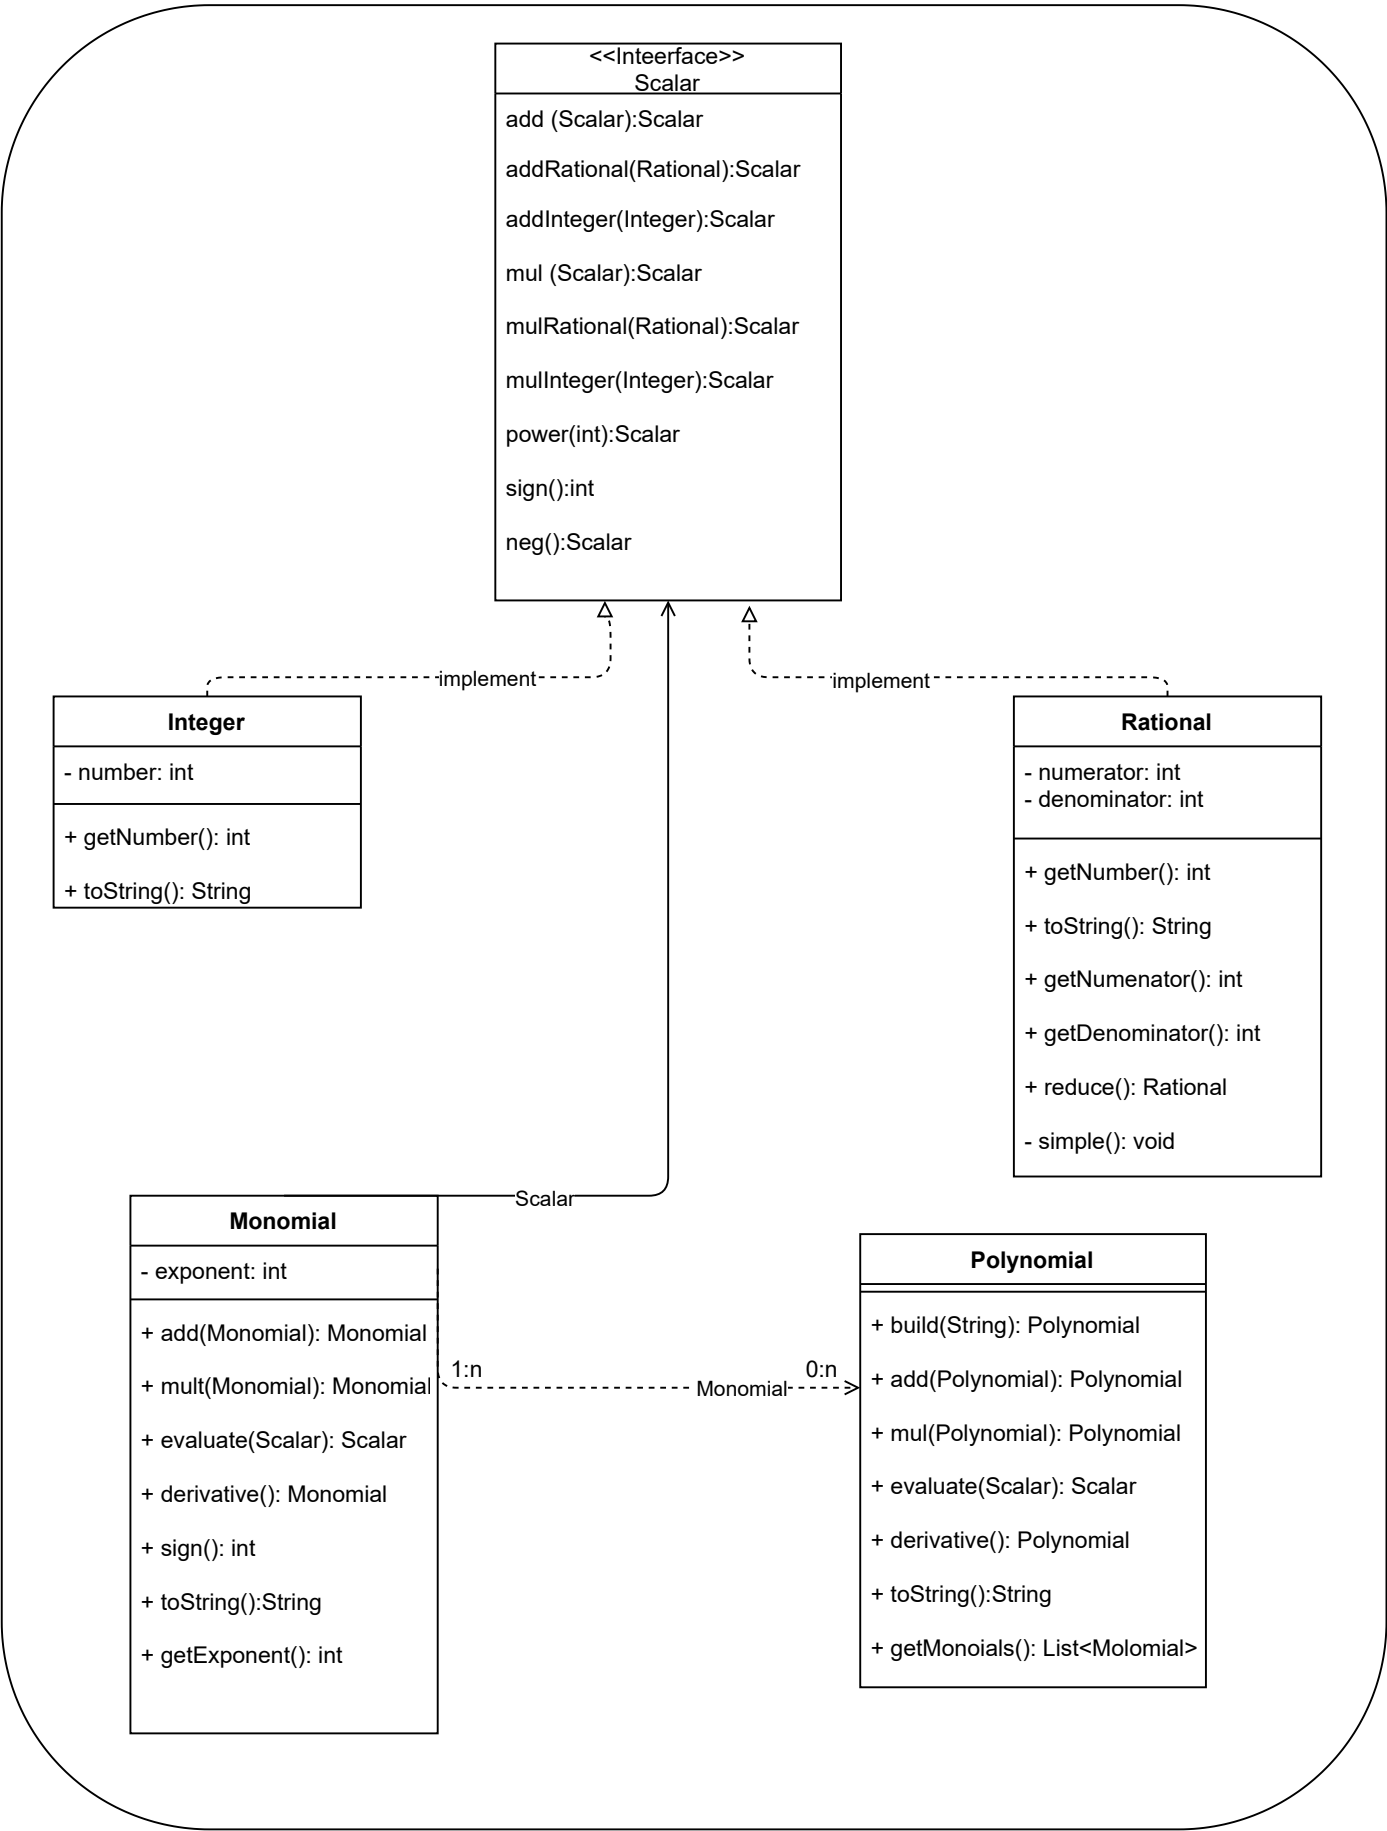 <<Inteerface>>
Scalar
add (Scalar):Scalar
addRational(Rational):Scalar
addInteger(Integer):Scalar
mul (Scalar):Scalar
mulRational(Rational):Scalar
mulInteger(Integer):Scalar
power(int):Scalar
sign():int
neg():Scalar
implement
implement
Integer
- number: int
+ getNumber(): int
+ toString(): String
Rational
- numerator: int
- denominator: int
+ getNumber(): int
+ toString(): String
+ getNumenator(): int
+ getDenominator(): int
+ reduce(): Rational
- simple(): void
Scalar
Monomial
- exponent: int
+ add(Monomial): Monomial
+ mult(Monomial): Monomial
+ evaluate(Scalar): Scalar
+ derivative(): Monomial
+ sign(): int
+ toString():String
+ getExponent(): int
1:n
0:n
Monomial
Polynomial
+ build(String): Polynomial
+ add(Polynomial): Polynomial
+ mul(Polynomial): Polynomial
+ evaluate(Scalar): Scalar
+ derivative(): Polynomial
+ toString():String
+ getMonoials(): List<Molomial>